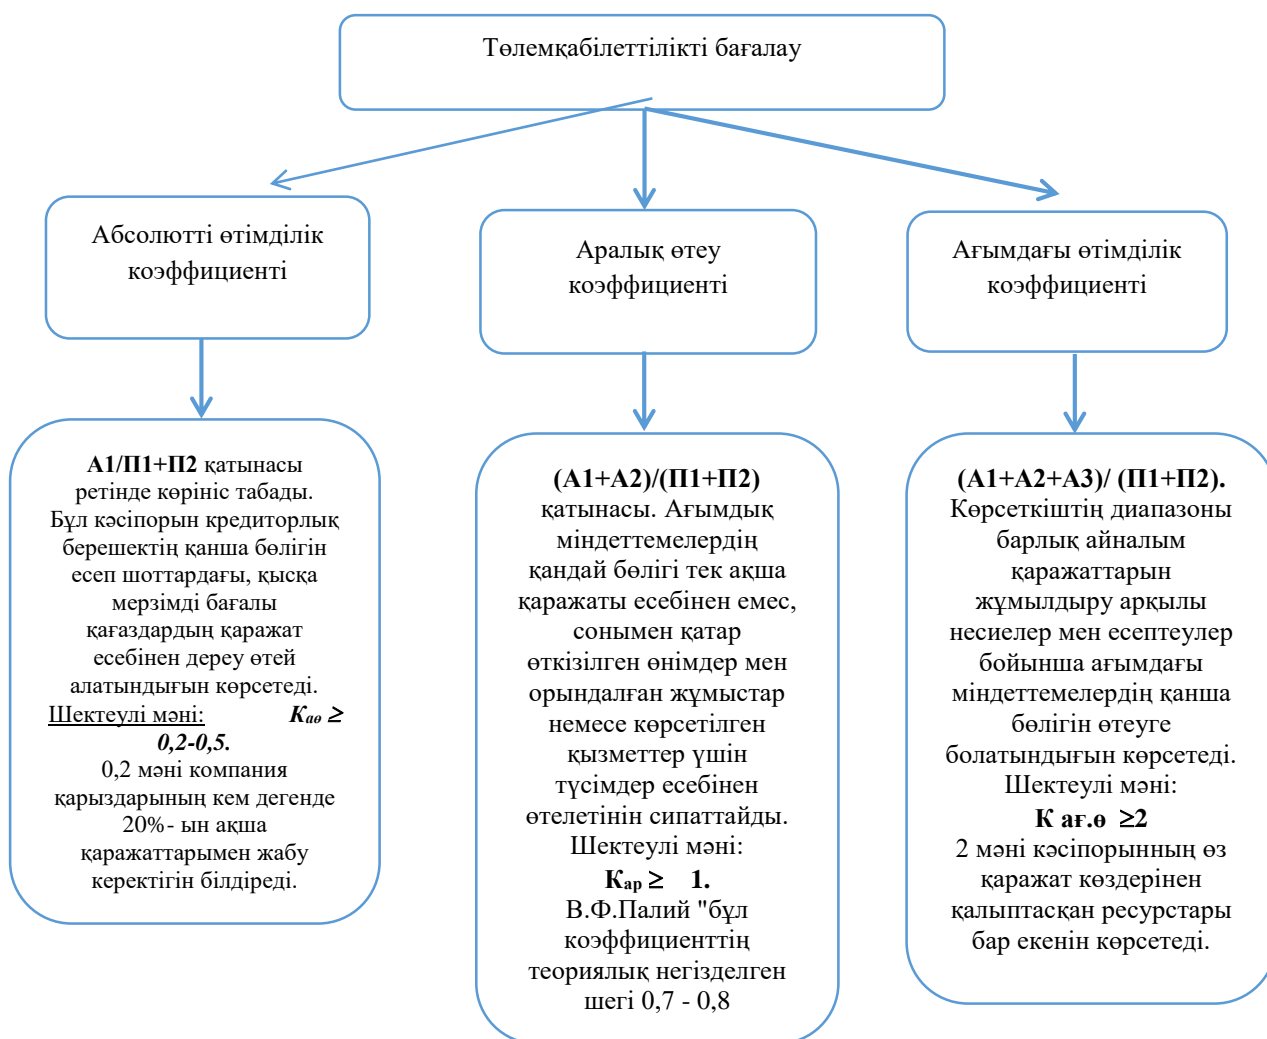 Төлемқабілеттілікті бағалау
Абсолютті өтімділік
коэффициенті
Аралық өтеу
коэффициенті
Ағымдағы өтімділік
коэффициенті
А1/П1+П2 қатынасы
ретінде көрініс табады.
Бұл кәсіпорын кредиторлық
берешектің қанша бөлігін
есеп шоттардағы, қысқа
мерзімді бағалы
қағаздардың қаражат
есебінен дереу өтей
алатындығын көрсетеді.
Шектеулі мәні: Као ≥
0,2-0,5.
0,2 мәні компания
қарыздарының кем дегенде
20%- ын ақша
қаражаттарымен жабу
керектігін білдіреді.
(А1+А2)/(П1+П2)
қатынасы. Ағымдық
міндеттемелердің
қандай бөлігі тек ақша
қаражаты есебінен емес,
сонымен қатар
өткізілген өнімдер мен
орындалған жұмыстар
немесе көрсетілген
қызметтер үшін
түсімдер есебінен
өтелетінін сипаттайды.
Шектеулі мәні:
Кар ≥ 1.
В.Ф.Палий "бұл
коэффициенттің
теориялық негізделген
шегі 0,7 - 0,8
(А1+А2+А3)/ (П1+П2).
Көрсеткіштің диапазоны
барлық айналым
қаражаттарын
жұмылдыру арқылы
несиелер мен есептеулер
бойынша ағымдағы
міндеттемелердің қанша
бөлігін өтеуге
болатындығын көрсетеді.
Шектеулі мәні:
К ағ.ө ≥2
2 мәні кәсіпорынның өз
қаражат көздерінен
қалыптасқан ресурстары
бар екенін көрсетеді.